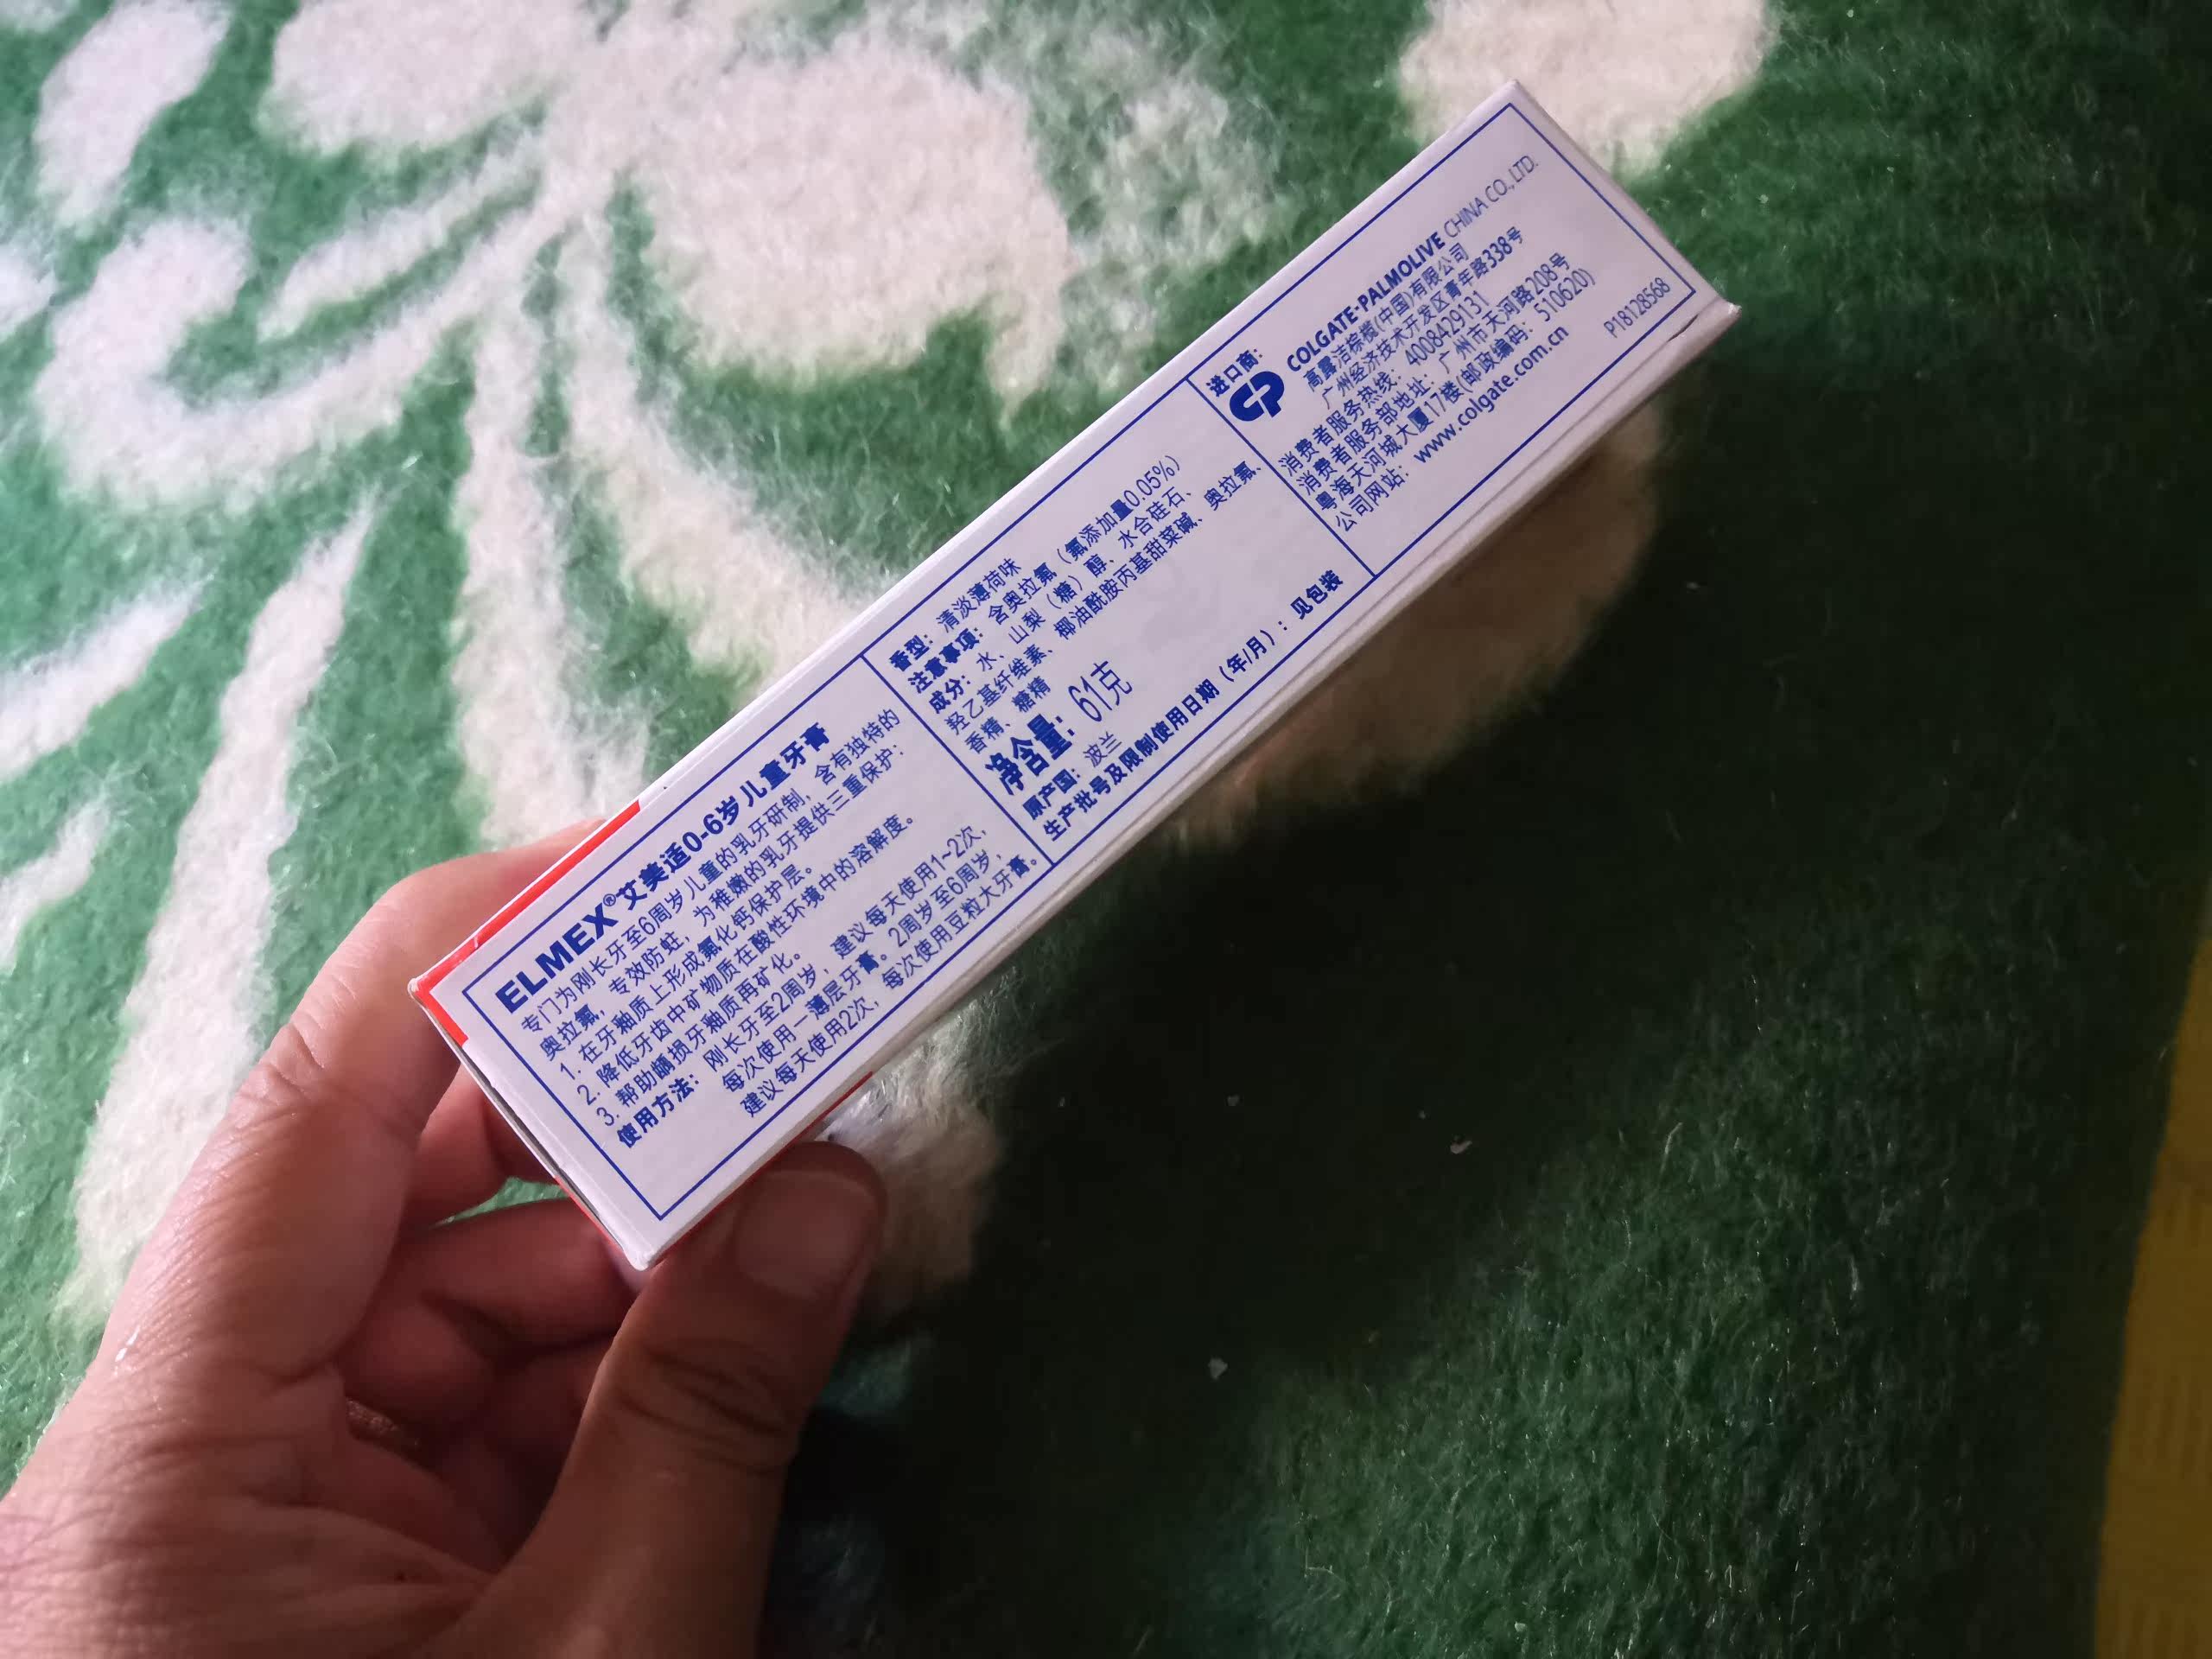 ELMEX®艾美适0-6岁儿童牙膏
专门为刚长牙至6周岁儿童的乳牙研制，含有独特的
奥拉氟，专效防蛀，为稚嫩的乳牙提供三重保护：
1. 在牙釉质上形成氟化钙保护层。
2. 降低牙齿中矿物质在酸性环境中的溶解度。
3. 帮助龋损牙釉质再矿化。
使用方法：刚长牙至2周岁，建议每天使用1~2次，
每次使用一薄层牙膏。2周岁至6周岁，
建议每天使用2次，每次使用豆粒大牙膏。
香型：清淡薄荷味
注意事项：含奥拉氟（氟添加量0.05%）
成分：水、山梨（糖）醇、水合硅石、
羟乙基纤维素、椰油酰胺丙基甜菜碱、奥拉氟、
香精、糖精
净含量：61克
原产国：波兰
生产批号及限制使用日期（年/月）：见包装
进口商：
CP COLGATE-PALMOLIVE CHINA CO.,LTD.
高露洁棕榄(中国)有限公司
广州经济技术开发区青年路338号
消费者服务热线：4008429131
消费者服务部地址：广州市天河路208号
粤海天河城大厦17楼(邮政编码：510620)
公司网站：www.colgate.com.cn
P18128568